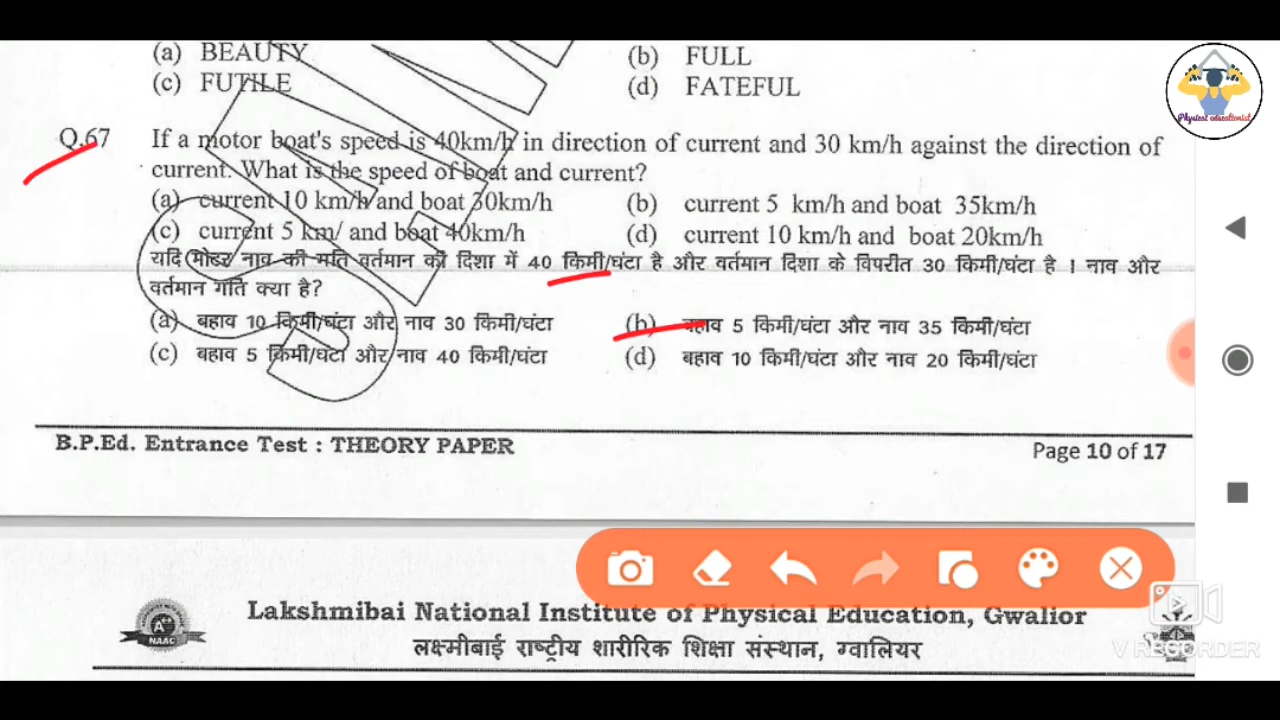 (a) BEAUTY (b) FULL
(c) FUTILE (d) FATEFUL
Physical educationist
Q.67 If a motor boat's speed is 40km/h in direction of current and 30 km/h against the direction of
current. What is the speed of boat and current?
(a) current 10 km/h and boat 30km/h (b) current 5 km/h and boat 35km/h
(c) current 5 km/ and boat 40km/h (d) current 10 km/h and boat 20km/h
यदि मोटर नाव की गति वर्तमान की दिशा में 40 किमी/घंटा है और वर्तमान दिशा के विपरीत 30 किमी/घंटा है । नाव और
वर्तमान गति क्या है?
(a) बहाव 10 किमी/घंटा और नाव 30 किमी/घंटा (b) बहाव 5 किमी/घंटा और नाव 35 किमी/घंटा
(c) बहाव 5 किमी/घंटा और नाव 40 किमी/घंटा (d) बहाव 10 किमी/घंटा और नाव 20 किमी/घंटा
B.P.Ed. Entrance Test : THEORY PAPER Page 10 of 17
A++
NAAC
Lakshmibai National Institute of Physical Education, Gwalior
लक्ष्मीबाई राष्ट्रीय शारीरिक शिक्षा संस्थान, ग्वालियर
V RECORDER